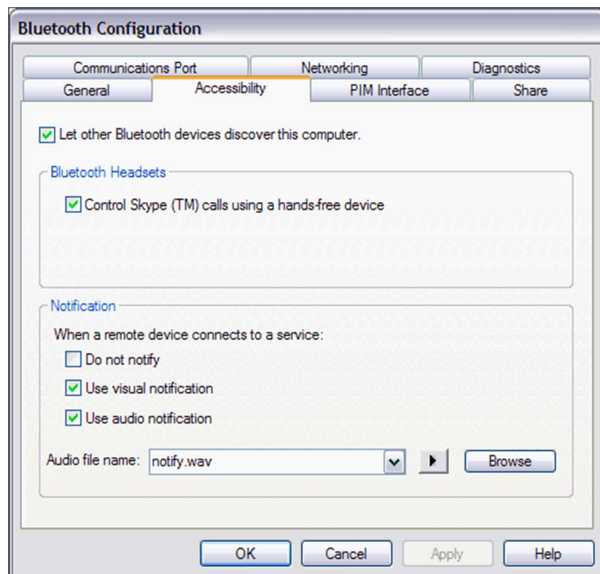 Bluetooth Configuration
Communications Port Networking Diagnostics
General Accessibility PIM Interface Share
Let other Bluetooth devices discover this computer.
Bluetooth Headsets
Control Skype (TM) calls using a hands-free device
Notification
When a remote device connects to a service:
Do not notify
Use visual notification
Use audio notification
Audio file name: notify.wav Browse
OK Cancel Apply Help